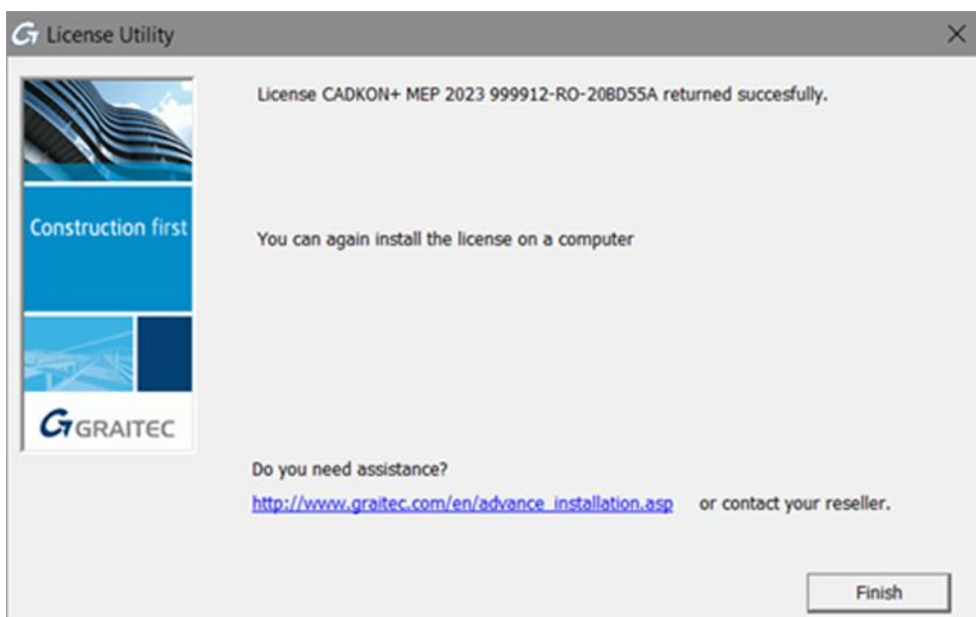 License Utility
License CADKON+ MEP 2023 999912-RO-20BD55A returned succesfully.
Construction first
You can again install the license on a computer
GRAITEC
Do you need assistance?
http://www.graitec.com/en/advance_installation.asp or contact your reseller.
Finish